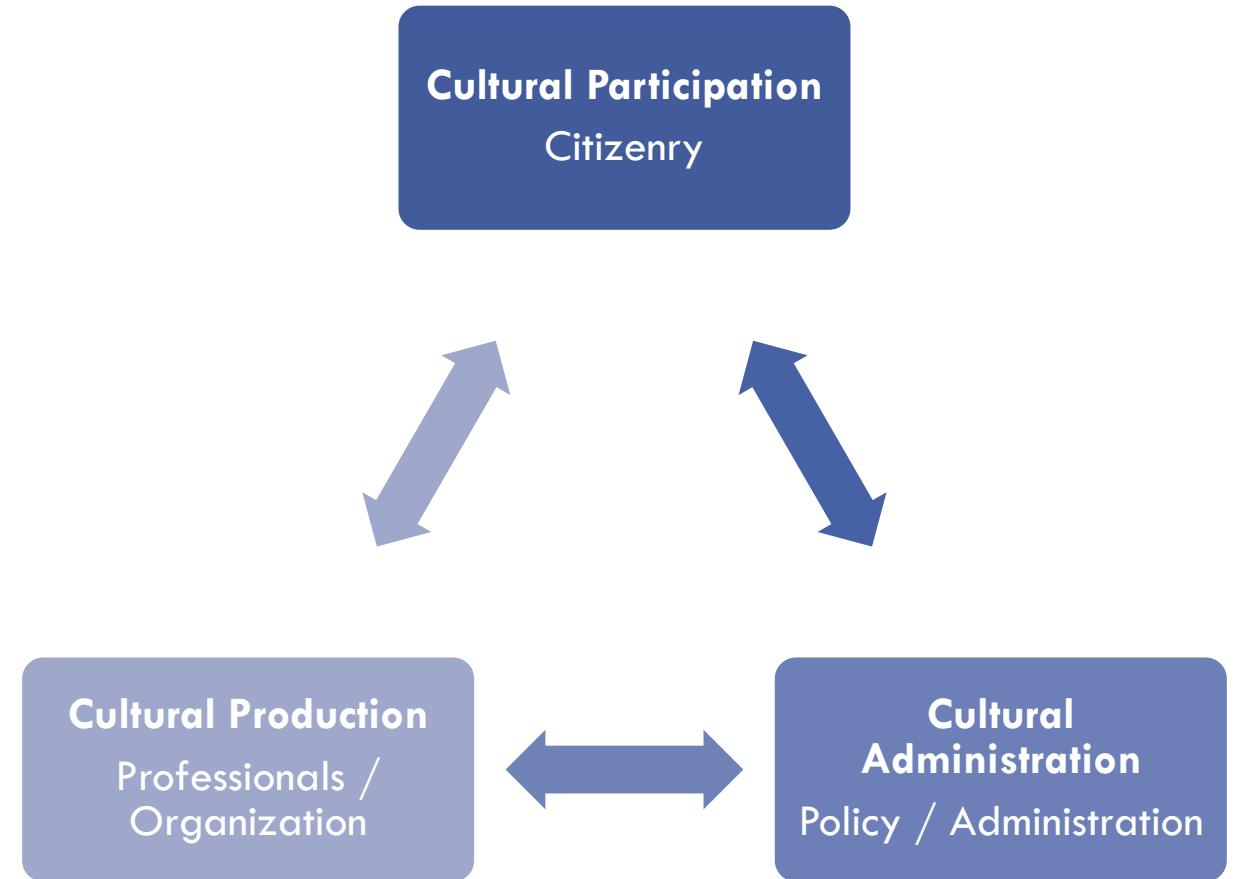 Cultural Participation
Citizenry
Cultural Production
Professionals /
Organization
Cultural
Administration
Policy / Administration